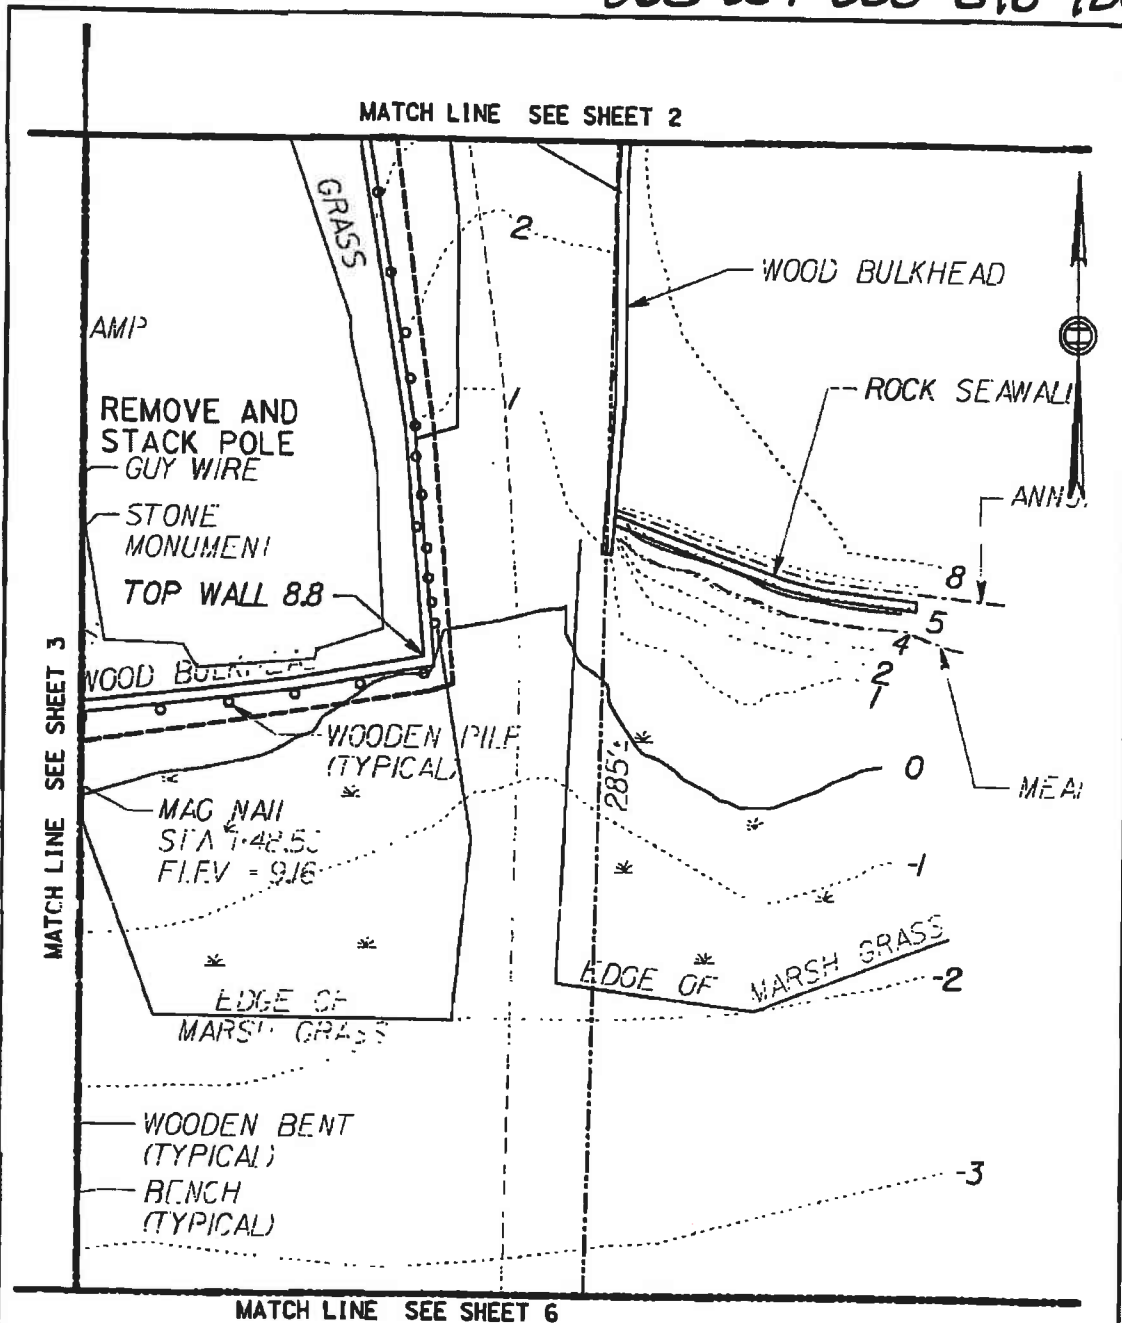 MATCH LINE SEE SHEET 2
GRASS
2
WOOD BULKHEAD
AMP
ROCK SEAWALL
1
REMOVE AND
STACK POLE
GUY WIRE
STONE
MONUMENT
TOP WALL 8.8
8
5
4
2
1
WOOD
WOODEN PILE
(TYPICAL)
0
285'±
MAG NAIL
ELEV = 9.16
-1
EDGE OF MARSH GRASS
-2
EDGE OF
MARSH GRASS
WOODEN BENT
(TYPICAL)
BENCH
(TYPICAL)
-3
MATCH LINE SEE SHEET 3
MATCH LINE SEE SHEET 6